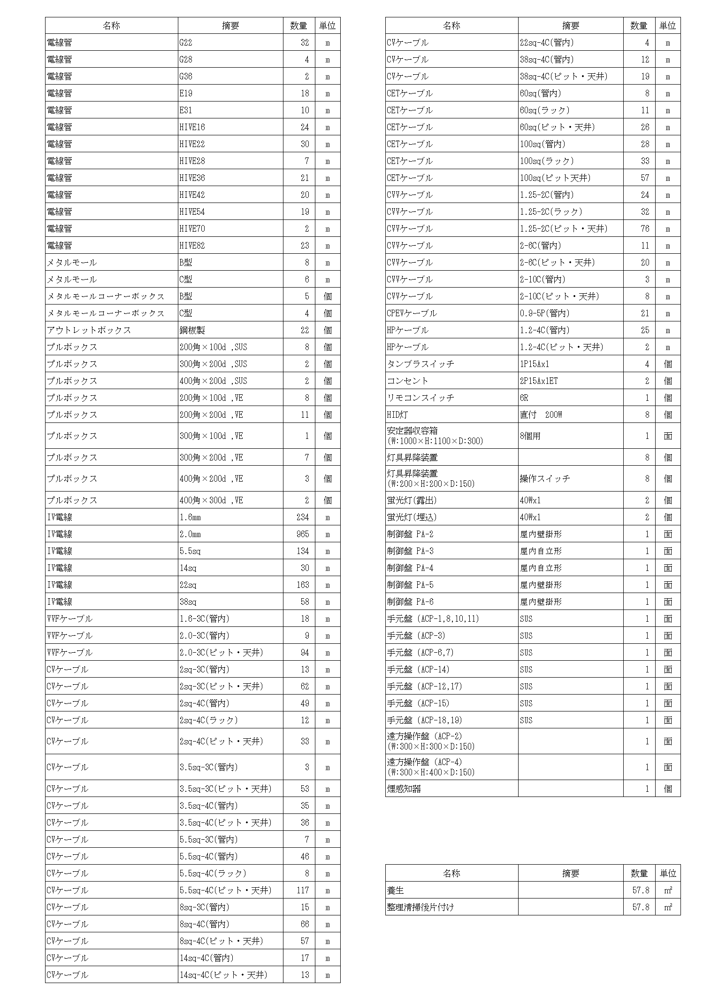 名称 摘要 数量 単位
電線管 G22 32 m
電線管 G28 4 m
電線管 G36 2 m
電線管 E19 18 m
電線管 E31 10 m
電線管 HIVE16 24 m
電線管 HIVE22 30 m
電線管 HIVE28 7 m
電線管 HIVE36 21 m
電線管 HIVE42 20 m
電線管 HIVE54 19 m
電線管 HIVE70 2 m
電線管 HIVE82 23 m
メタルモール B型 8 m
メタルモール C型 6 m
メタルモールコーナーボックス B型 5 個
メタルモールコーナーボックス C型 4 個
アウトレットボックス 鋼板製 22 個
プルボックス 200角×100d ,SUS 8 個
プルボックス 300角×200d ,SUS 2 個
プルボックス 400角×200d ,SUS 2 個
プルボックス 200角×100d ,VE 8 個
プルボックス 200角×200d ,VE 11 個
プルボックス 300角×100d ,VE 1 個
プルボックス 300角×200d ,VE 7 個
プルボックス 400角×200d ,VE 3 個
プルボックス 400角×300d ,VE 2 個
IV電線 1.6mm 234 m
IV電線 2.0mm 965 m
IV電線 5.5sq 134 m
IV電線 14sq 30 m
IV電線 22sq 163 m
IV電線 38sq 58 m
VVFケーブル 1.6-3C(管内) 18 m
VVFケーブル 2.0-3C(管内) 9 m
VVFケーブル 2.0-3C(ピット・天井) 94 m
CVケーブル 2sq-3C(管内) 13 m
CVケーブル 2sq-3C(ピット・天井) 62 m
CVケーブル 2sq-4C(管内) 49 m
CVケーブル 2sq-4C(ラック) 12 m
CVケーブル 2sq-4C(ピット・天井) 33 m
CVケーブル 3.5sq-3C(管内) 3 m
CVケーブル 3.5sq-3C(ピット・天井) 53 m
CVケーブル 3.5sq-4C(管内) 35 m
CVケーブル 3.5sq-4C(ピット・天井) 36 m
CVケーブル 5.5sq-3C(管内) 7 m
CVケーブル 5.5sq-4C(管内) 46 m
CVケーブル 5.5sq-4C(ラック) 8 m
CVケーブル 5.5sq-4C(ピット・天井) 117 m
CVケーブル 8sq-3C(管内) 15 m
CVケーブル 8sq-4C(管内) 66 m
CVケーブル 8sq-4C(ピット・天井) 57 m
CVケーブル 14sq-4C(管内) 17 m
CVケーブル 14sq-4C(ピット・天井) 13 m
名称 摘要 数量 単位
CVケーブル 22sq-4C(管内) 4 m
CVケーブル 38sq-4C(管内) 12 m
CVケーブル 38sq-4C(ピット・天井) 19 m
CETケーブル 60sq(管内) 8 m
CETケーブル 60sq(ラック) 11 m
CETケーブル 60sq(ピット・天井) 26 m
CETケーブル 100sq(管内) 28 m
CETケーブル 100sq(ラック) 33 m
CETケーブル 100sq(ピット天井) 57 m
CVVケーブル 1.25-2C(管内) 24 m
CVVケーブル 1.25-2C(ラック) 32 m
CVVケーブル 1.25-2C(ピット・天井) 76 m
CVVケーブル 2-6C(管内) 11 m
CVVケーブル 2-6C(ピット・天井) 20 m
CVVケーブル 2-10C(管内) 3 m
CVVケーブル 2-10C(ピット・天井) 8 m
CPEVケーブル 0.9-5P(管内) 21 m
HPケーブル 1.2-4C(管内) 25 m
HPケーブル 1.2-4C(ピット・天井) 2 m
タンブラスイッチ 1P15Ax1 4 個
コンセント 2P15Ax1ET 2 個
リモコンスイッチ 6R 1 個
HID灯 直付　200W 8 個
安定器収容箱
(W:1000×H:1100×D:300) 8個用 1 面
灯具昇降装置 8 個
灯具昇降装置
(W:200×H:200×D:150) 操作スイッチ 8 個
蛍光灯(露出) 40Wx1 2 個
蛍光灯(埋込) 40Wx1 2 個
制御盤 PA-2 屋内壁掛形 1 面
制御盤 PA-3 屋内自立形 1 面
制御盤 PA-4 屋内自立形 1 面
制御盤 PA-5 屋内壁掛形 1 面
制御盤 PA-6 屋内壁掛形 1 面
手元盤 (ACP-1,8,10,11) SUS 1 面
手元盤 (ACP-3) SUS 1 面
手元盤 (ACP-6,7) SUS 1 面
手元盤 (ACP-14) SUS 1 面
手元盤 (ACP-12,17) SUS 1 面
手元盤 (ACP-15) SUS 1 面
手元盤 (ACP-18,19) SUS 1 面
遠方操作盤 (ACP-2)
(W:300×H:300×D:150) 1 面
遠方操作盤 (ACP-4)
(W:300×H:400×D:150) 1 面
煙感知器 1 個
名称 摘要 数量 単位
養生 57.8 ㎡
整理清掃後片付け 57.8 ㎡